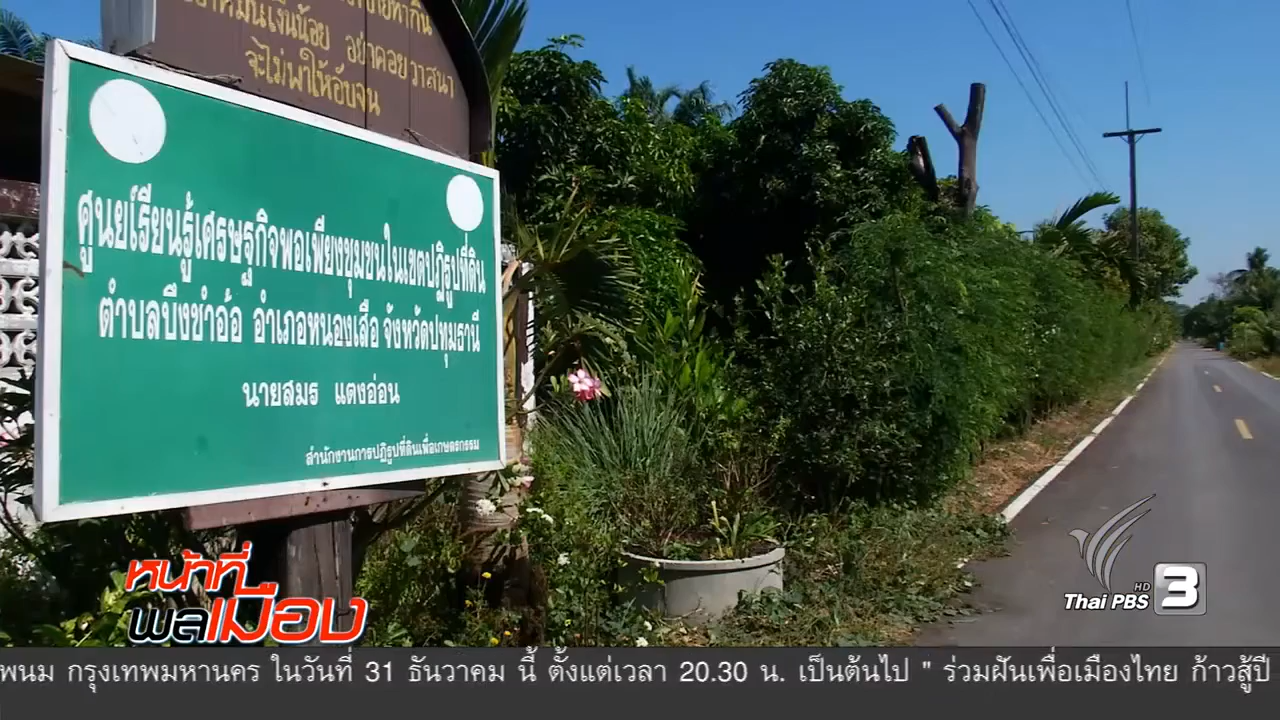 อย่าคอยวาสนา
จะไม่พาให้อับจน
ศูนย์เรียนรู้เศรษฐกิจพอเพียงชุมชนในเขตปฏิรูปที่ดิน
ตำบลบึงชำอ้อ อำเภอหนองเสือ จังหวัดปทุมธานี
นายสมร แตงอ่อน
สำนักงานการปฏิรูปที่ดินเพื่อเกษตรกรรม
หน้าที่
พลเมือง
HD
Thai PBS 3
พนม กรุงเทพมหานคร ในวันที่ 31 ธันวาคม นี้ ตั้งแต่เวลา 20.30 น. เป็นต้นไป " ร่วมฝันเพื่อเมืองไทย ก้าวสู้ปี